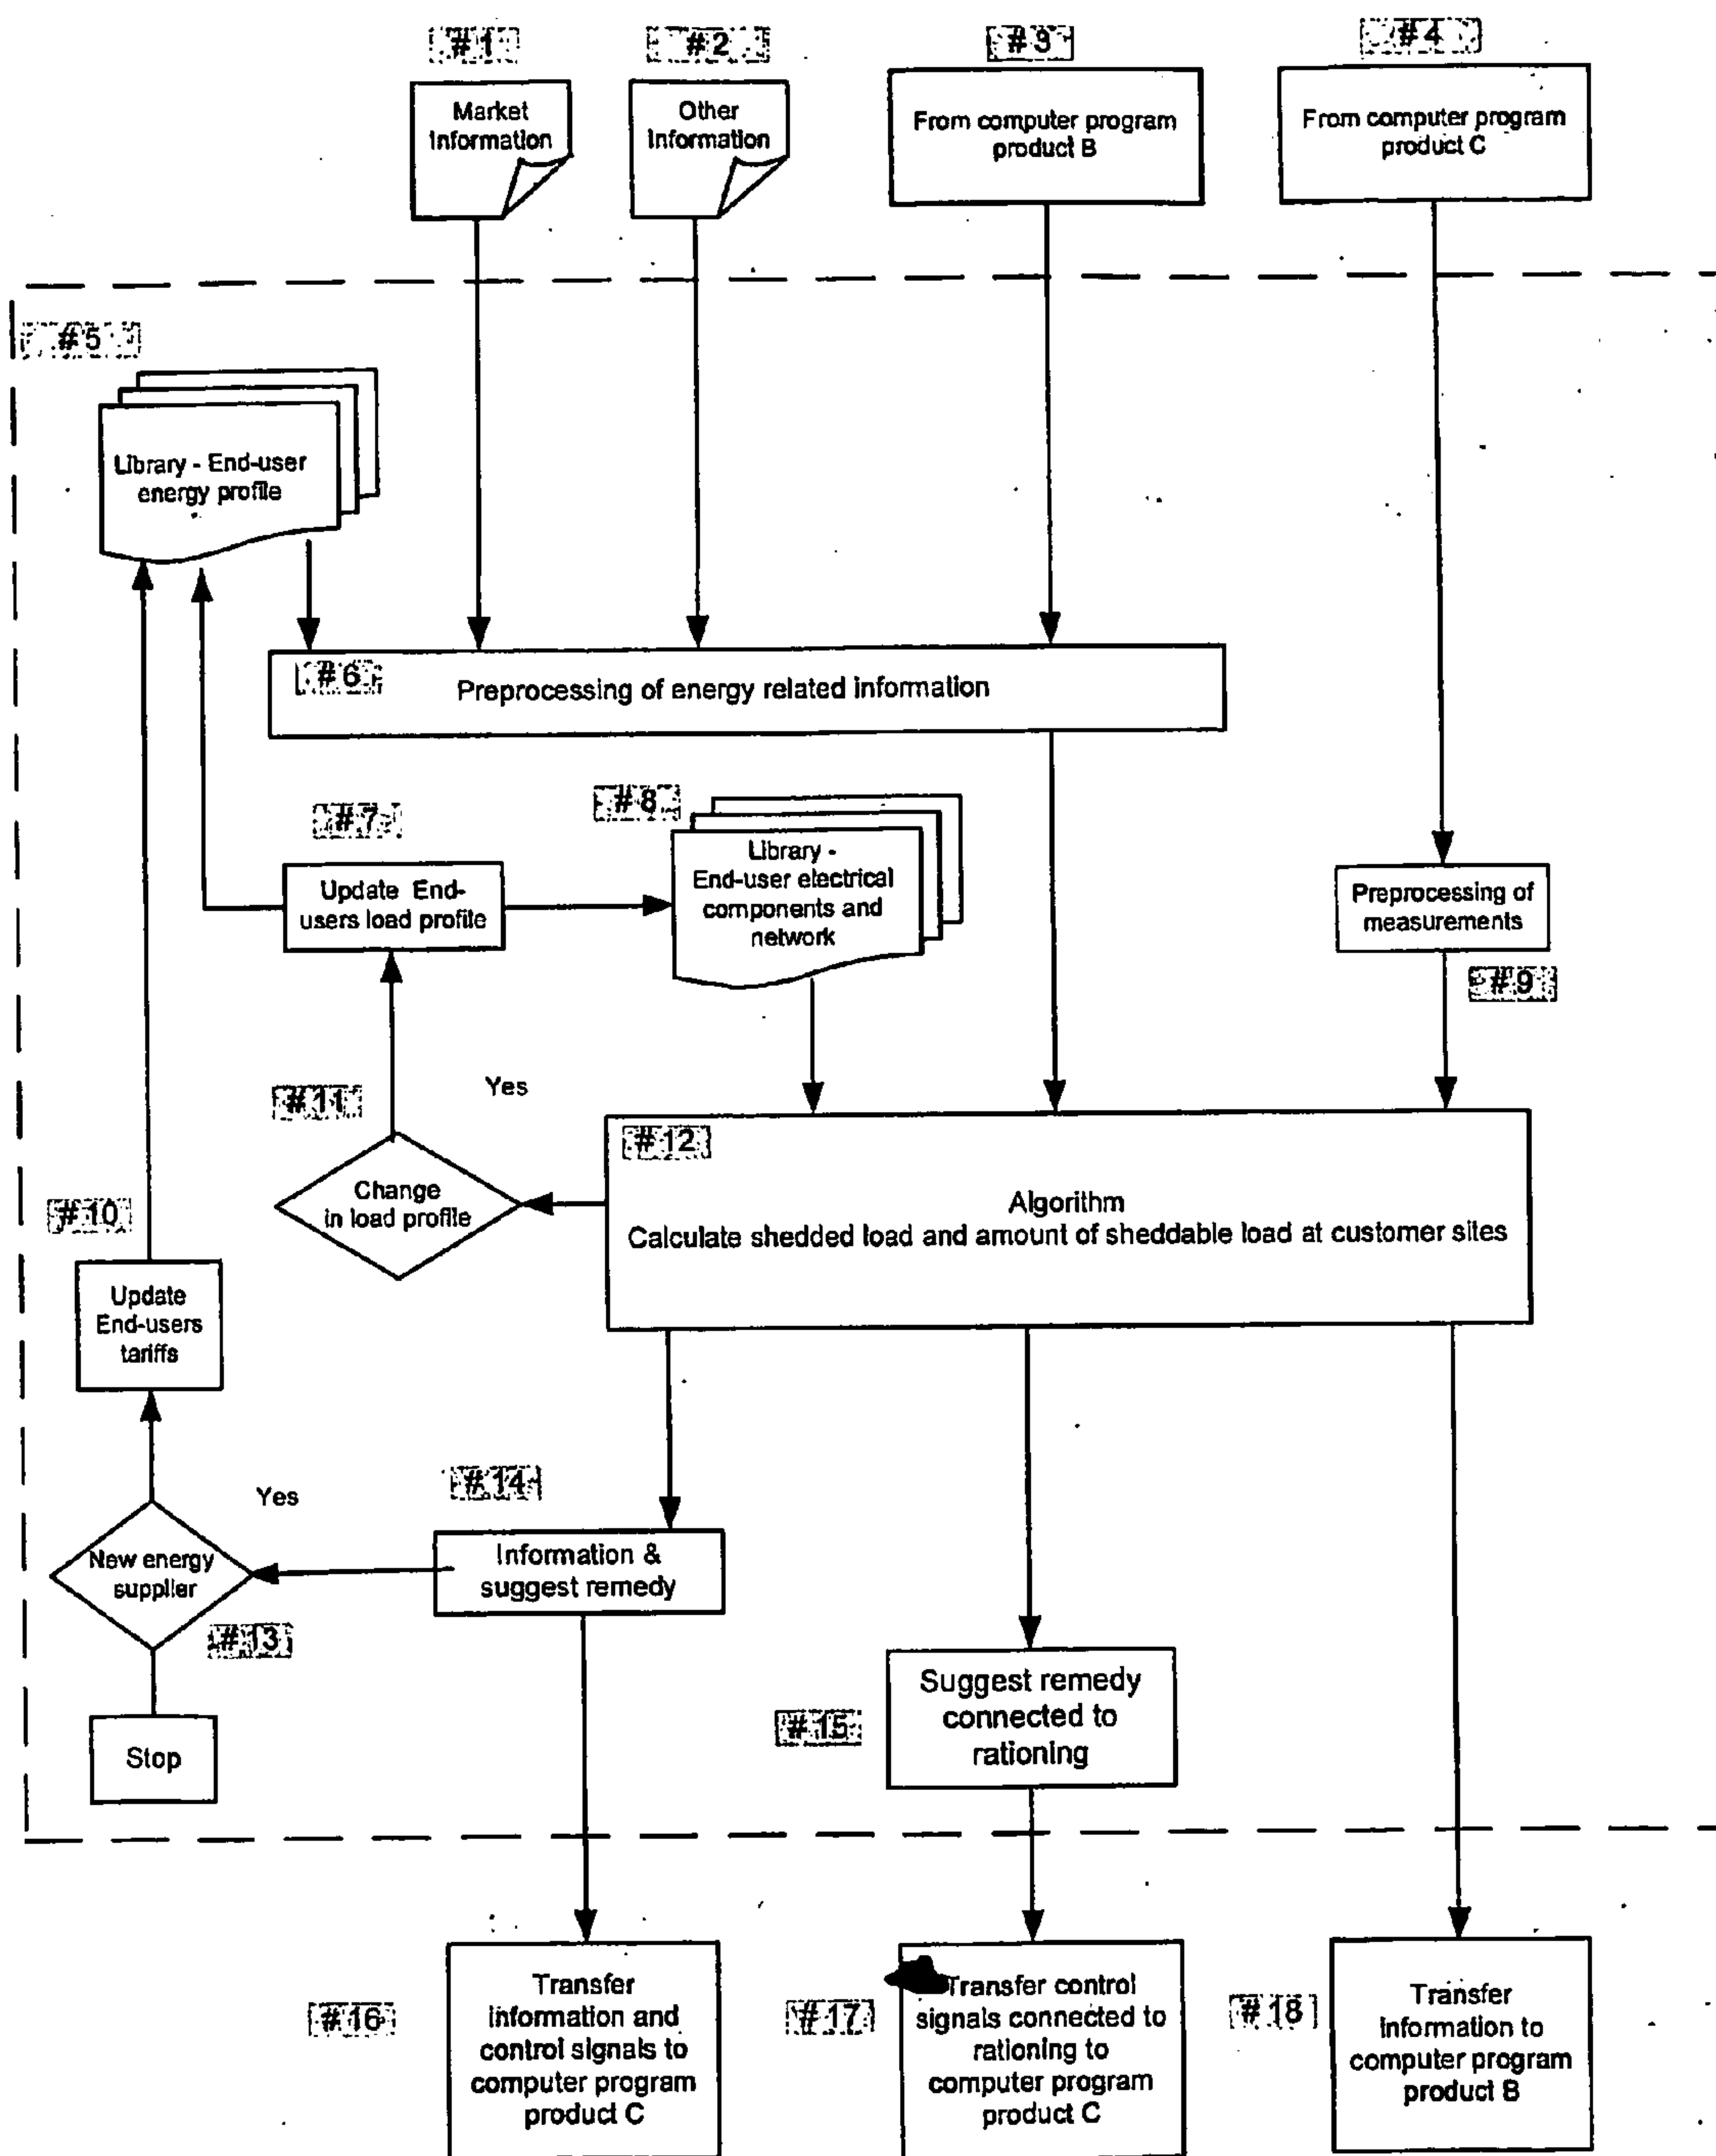 # 1
# 2
# 3
# 4
Market
Information
Other
Information
From computer program
product B
From computer program
product C
# 5
Library - End-user
energy profile
# 6
Preprocessing of energy related information
# 7
# 8
Update End-
users load profile
Library -
End-user electrical
components and
network
Preprocessing of
measurements
# 9
# 11
Yes
# 12
Change
in load profile
Algorithm
Calculate shedded load and amount of sheddable load at customer sites
# 10
Update
End-users
tariffs
Yes
# 14
New energy
supplier
Information &
suggest remedy
# 13
Stop
# 15
Suggest remedy
connected to
rationing
# 16
Transfer
information and
control signals to
computer program
product C
# 17
Transfer control
signals connected to
rationing to
computer program
product C
# 18
Transfer
information to
computer program
product B